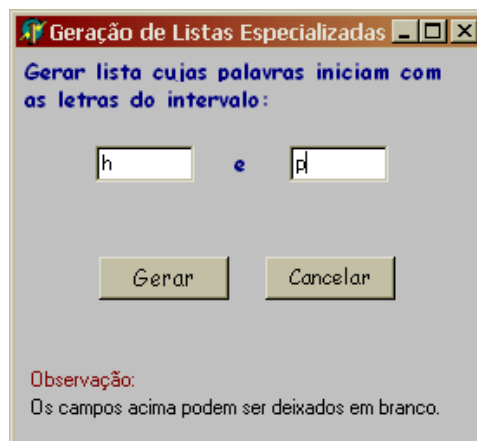 Geração de Listas Especializadas
Gerar lista cujas palavras iniciam com
as letras do intervalo:
h e p
Gerar Cancelar
Observação:
Os campos acima podem ser deixados em branco.